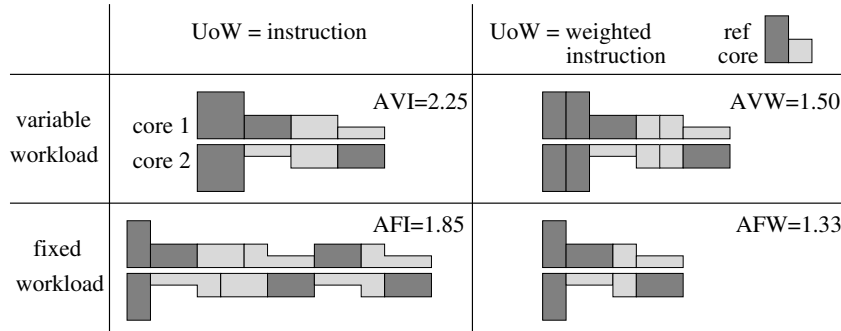 UoW = instruction
UoW = weighted instruction
ref core
variable workload
core 1
core 2
AVI=2.25
AVW=1.50
fixed workload
AFI=1.85
AFW=1.33